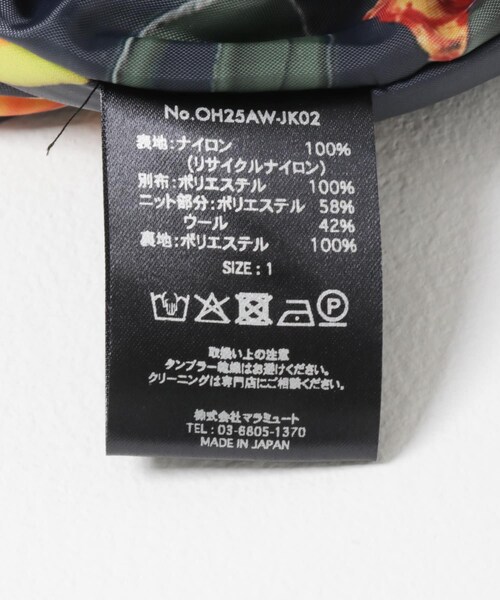 No.OH25AW-JK02
表地:ナイロン 100%
(リサイクルナイロン)
別布:ポリエステル 100%
ニット部分:ポリエステル 58%
ウール 42%
裏地:ポリエステル 100%
SIZE:1
P
取扱い上の注意
タンブラー乾燥はお避けください。
クリーニングは専門店にご相談ください。
株式会社マラミュート
TEL:03-6805-1370
MADE IN JAPAN